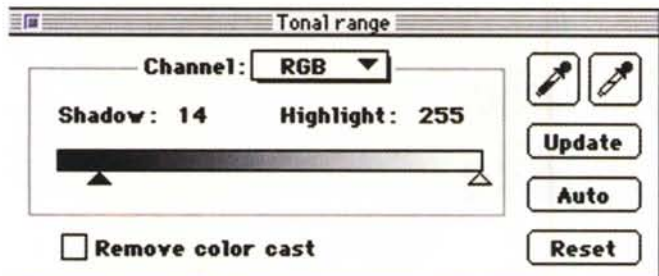 Tonal range
Channel: RGB
Shadow: 14 Highlight: 255
Update
Auto
Remove color cast
Reset